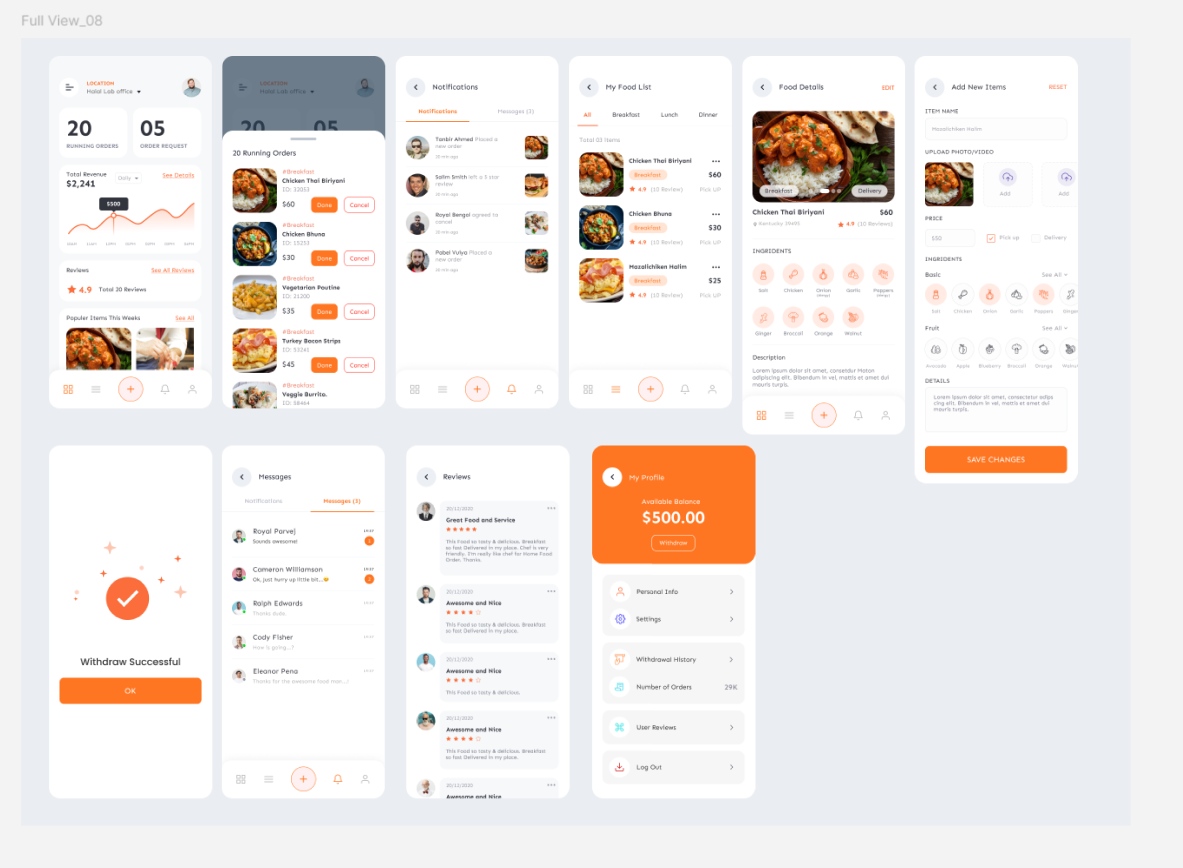 Full View_08
LOCATION
Halal Lab office
20
RUNNING ORDERS
05
ORDER REQUEST
Total Revenue
Daily
See Details
$2,241
$500
Reviews
See All Reviews
4.9
Total 20 Reviews
Populer Items This Weeks
See All
LOCATION
Halal Lab office
20
05
20 Running Orders
#Breakfast
Chicken Thai Biriyani
ID: 32053
$60
Done
Cancel
#Breakfast
Chicken Bhuna
ID: 15253
$30
Done
Cancel
#Breakfast
Vegetarian Poutine
ID: 21200
$35
Done
Cancel
#Breakfast
Turkey Bacon Strips
ID: 53241
$45
Done
Cancel
#Breakfast
Veggie Burrito.
ID: 58464
Notifications
Notifications
Messages (3)
Tanbir Ahmed Placed a
new order
20 min ago
Salim Smith left a 5 star
review
20 min ago
Royal Bengol agreed to
cancel
20 min ago
Pabel Vuiya Placed a
new order
20 min ago
My Food List
All
Breakfast
Lunch
Dinner
Total 03 items
Chicken Thai Biriyani
Breakfast
$60
4.9
(10 Review)
Pick UP
Chicken Bhuna
Breakfast
$30
4.9
(10 Review)
Pick UP
Mazalichiken Halim
Breakfast
$25
4.9
(10 Review)
Pick UP
Food Details
EDIT
Breakfast
Delivery
Chicken Thai Biriyani
$60
Kentucky 39495
4.9
(10 Reviews)
INGRIDENTS
Salt
Chicken
Onion
Garlic
Peppers
Ginger
Broccoli
Orange
Walnut
Description
Lorem ipsum dolor sit amet, consetdur Maton
adipiscing elit. Bibendum in vel, mattis et amet dui
mauris turpis.
Add New Items
RESET
ITEM NAME
Mazalichiken Halim
UPLOAD PHOTO/VIDEO
Add
Add
PRICE
$50
Pick up
Delivery
INGRIDENTS
Basic
See All
Salt
Chicken
Onion
Garlic
Peppers
Ginger
Fruit
See All
Avocado
Apple
Blueberry
Broccoli
Orange
Walnut
DETAILS
Lorem ipsum dolor sit amet, consectetur adipis
cing elit. Bibendum in vel, mattis et amet dui
mauris turpis.
SAVE CHANGES
Withdraw Successful
OK
Messages
Notifications
Messages (3)
Royal Parvej
Sounds awesome!
Cameron Williamson
Ok, just hurry up little bit...😊
Ralph Edwards
Thanks dude.
Cody Fisher
How is going...?
Eleanor Pena
Thanks for the awesome food man...!
Reviews
20/12/2020
Great Food and Service
This Food so tasty & delicious. Breakfast
so fast Delivered in my place. Chef is very
friendly. I'm really like chef for Home Food
Order. Thanks.
20/12/2020
Awesome and Nice
This Food so tasty & delicious. Breakfast
so fast Delivered in my place.
20/12/2020
Awesome and Nice
This Food so tasty & delicious.
20/12/2020
Awesome and Nice
This Food so tasty & delicious. Breakfast
so fast Delivered in my place.
20/12/2020
Awesome and Nice
My Profile
Available Balance
$500.00
Withdraw
Personal Info
Settings
Withdrawal History
Number of Orders
29K
User Reviews
Log Out